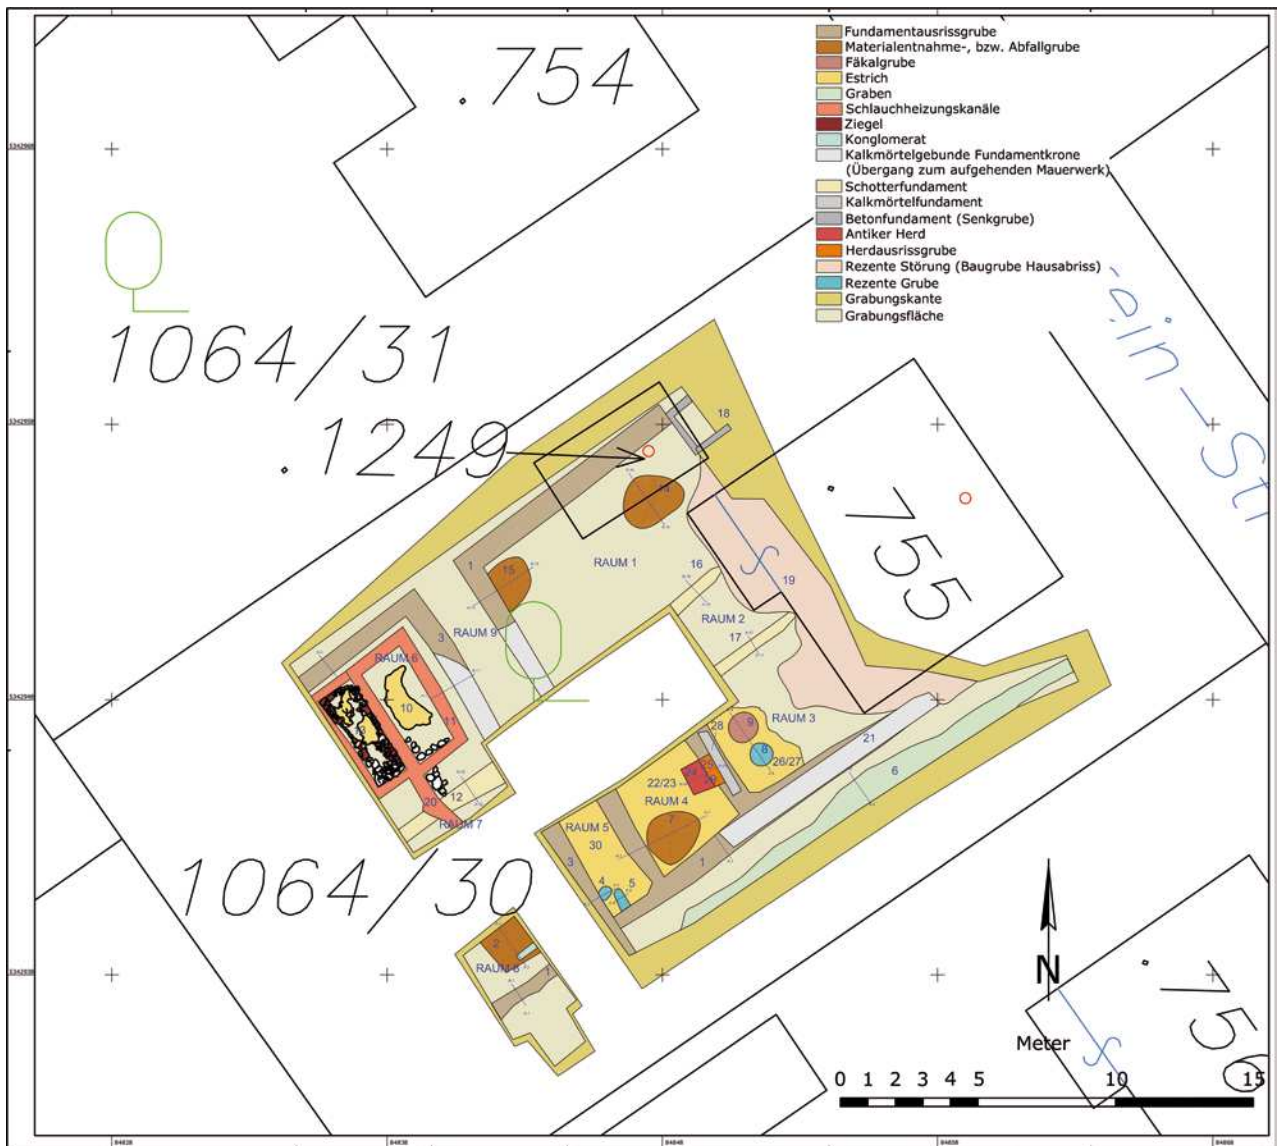 .754
Fundamentausrissgrube
Materialentnahme-, bzw. Abfallgrube
Fäkalgrube
Estrich
Graben
Schlauchheizungskanäle
Ziegel
Konglomerat
Kalkmörtelgebunde Fundamentkrone
(Übergang zum aufgehenden Mauerwerk)
Schotterfundament
Kalkmörtelfundament
Betonfundament (Senkgrube)
Antiker Herd
Herdausrissgrube
Rezente Störung (Baugrube Hausabriss)
Rezente Grube
Grabungskante
Grabungsfläche
ein-St
1064/31
.1249
18
.755
RAUM 1
1
15
16
19
RAUM 2
17
3
RAUM 9
RAUM 6
10
11
RAUM 3
28
9
8
26/27
21
6
22/23
RAUM 4
7
20
12
RAUM 7
RAUM 5
30
3
4
5
1
1064/30
2
RAUM 8
1
N
.756
Meter
0 1 2 3 4 5 10 15